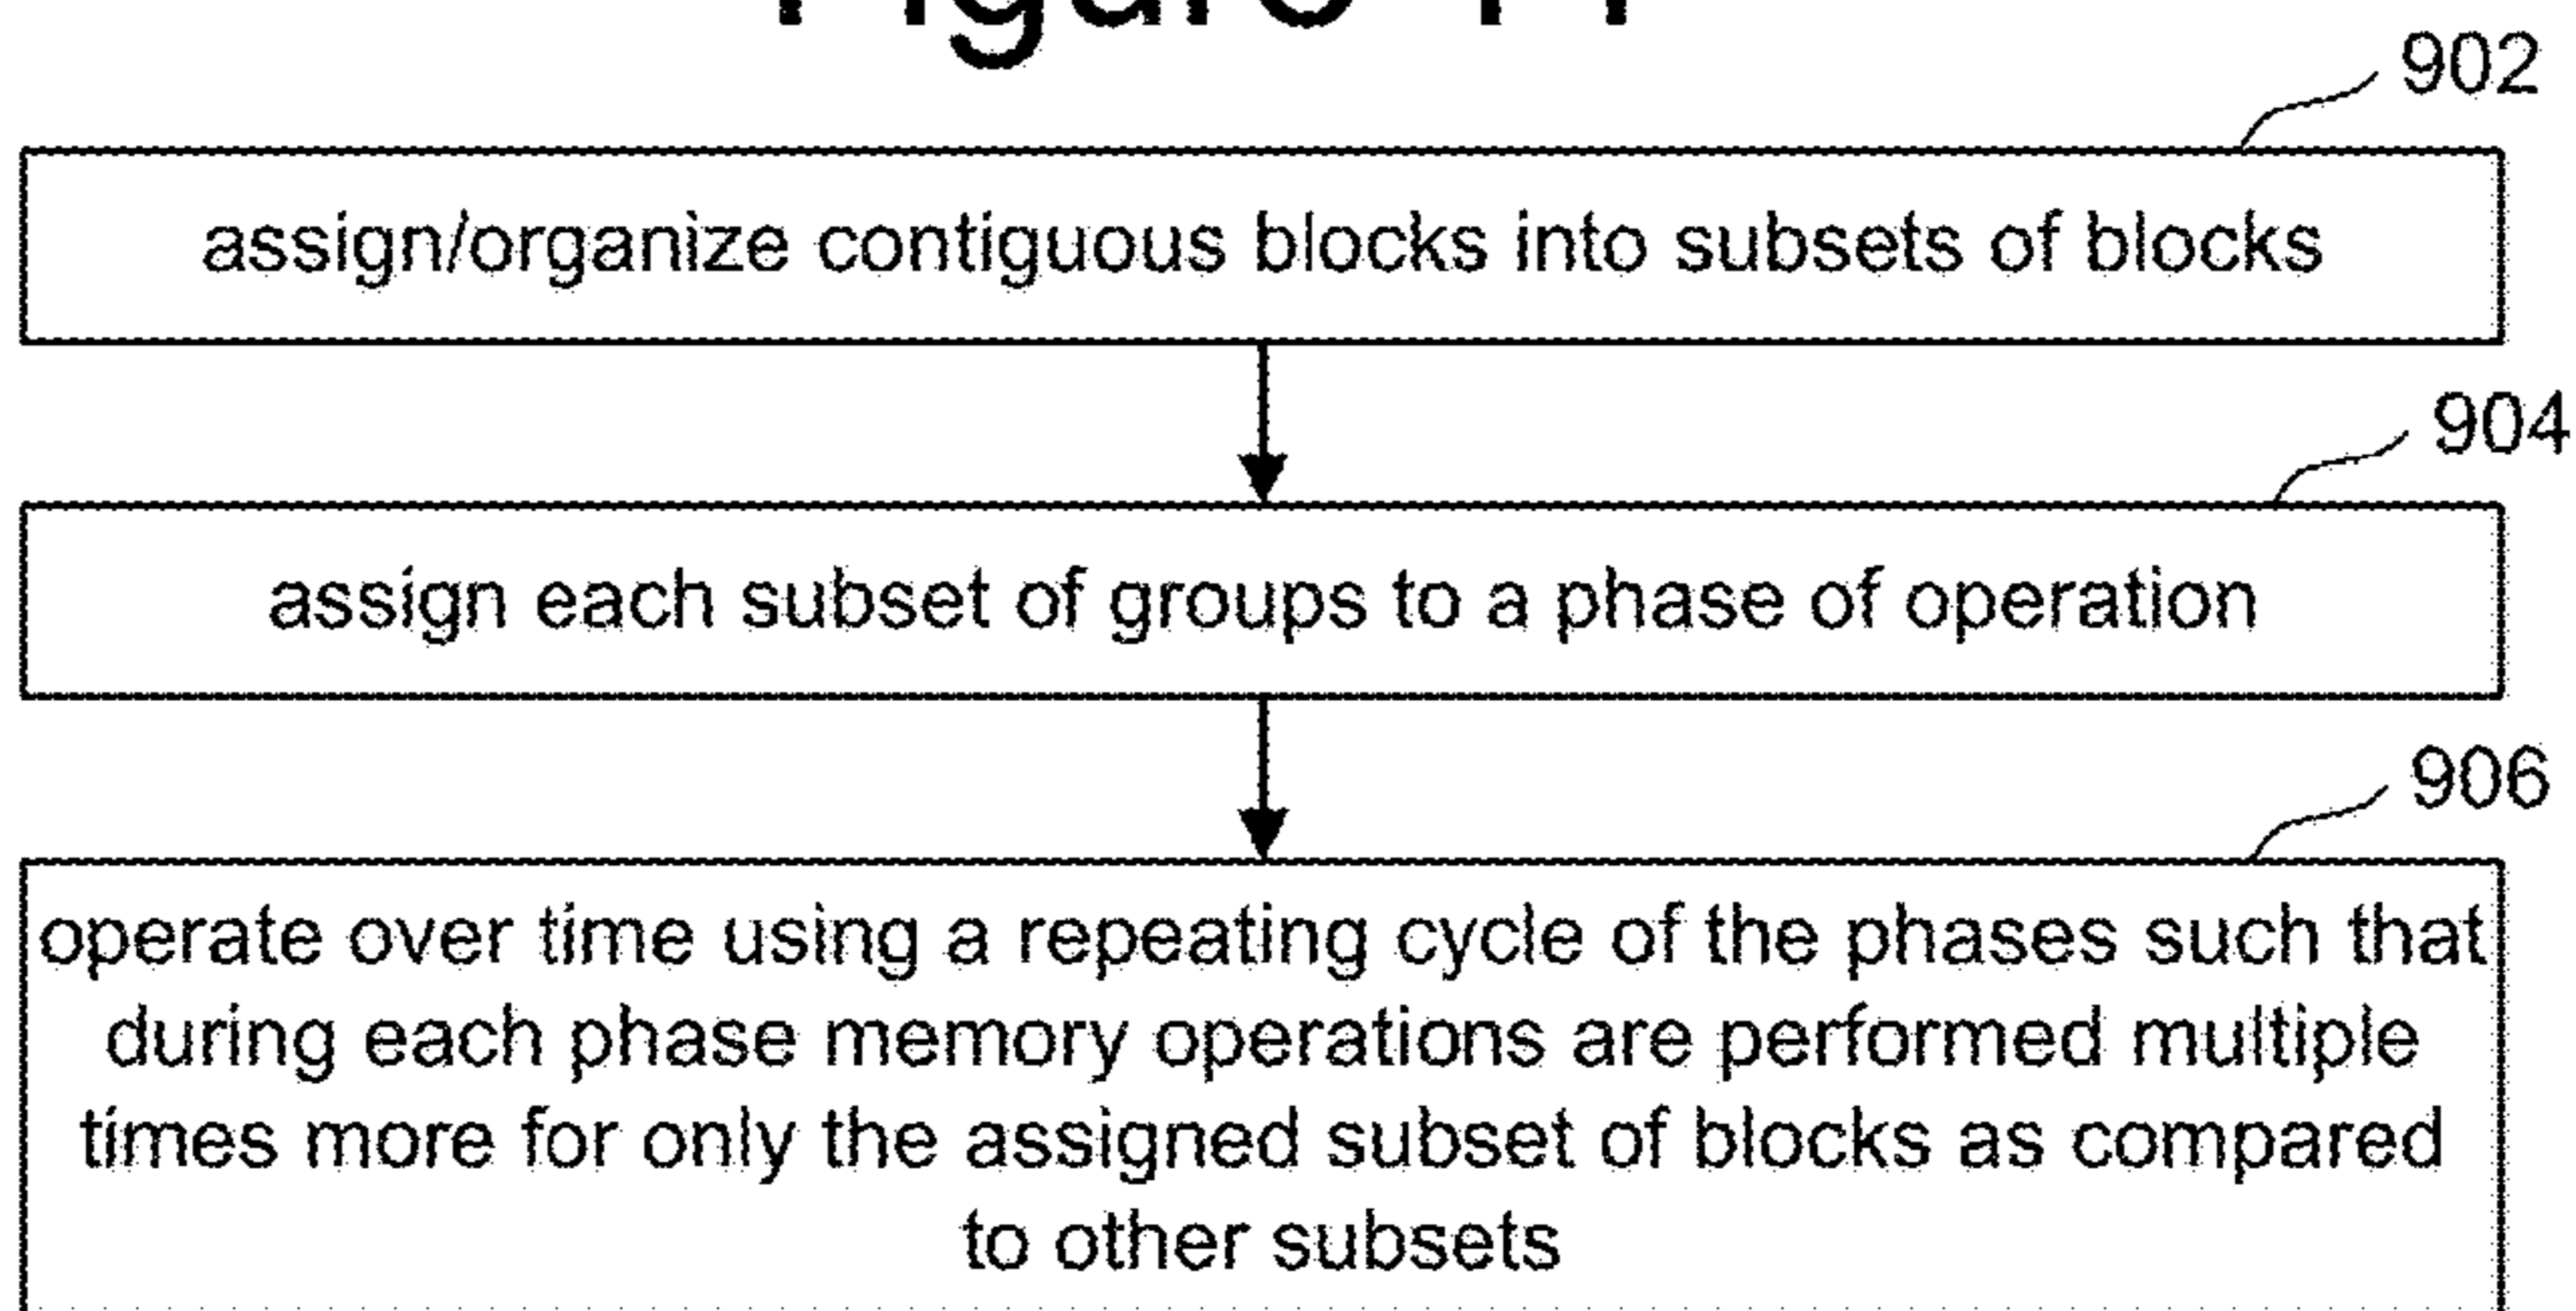 Figure 11
902
assign/organize contiguous blocks into subsets of blocks
904
assign each subset of groups to a phase of operation
906
operate over time using a repeating cycle of the phases such that
during each phase memory operations are performed multiple
times more for only the assigned subset of blocks as compared
to other subsets